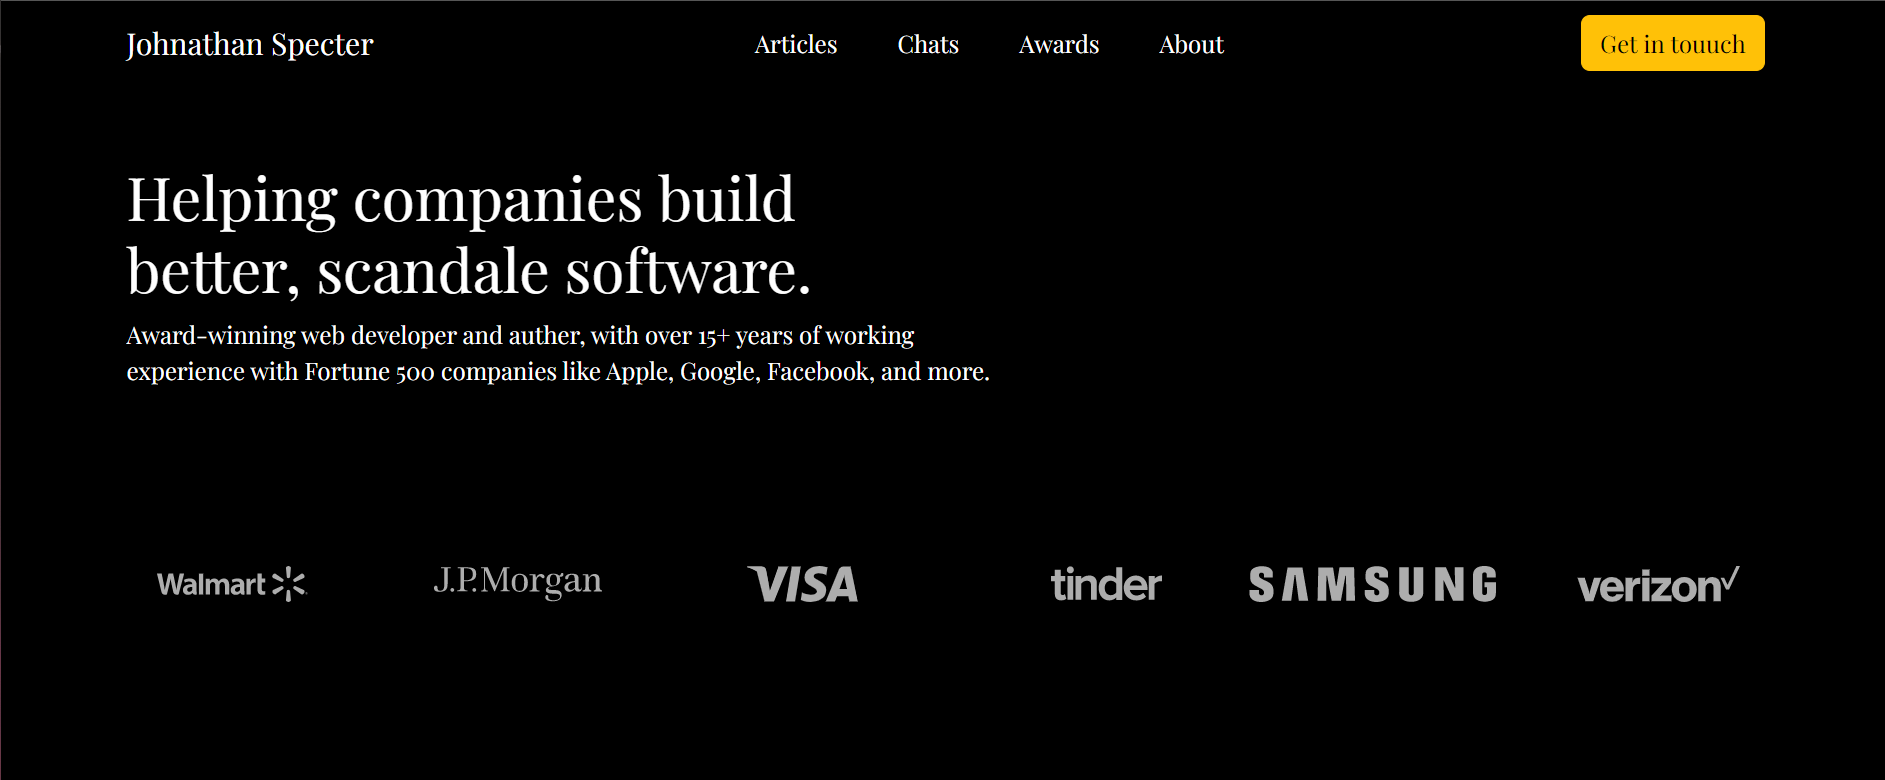 Johnathan Specter
Articles Chats Awards About
Get in touuch
Helping companies build
better, scandale software.
Award-winning web developer and auther, with over 15+ years of working
experience with Fortune 500 companies like Apple, Google, Facebook, and more.
Walmart
J.P.Morgan
VISA
tinder
SAMSUNG
verizon